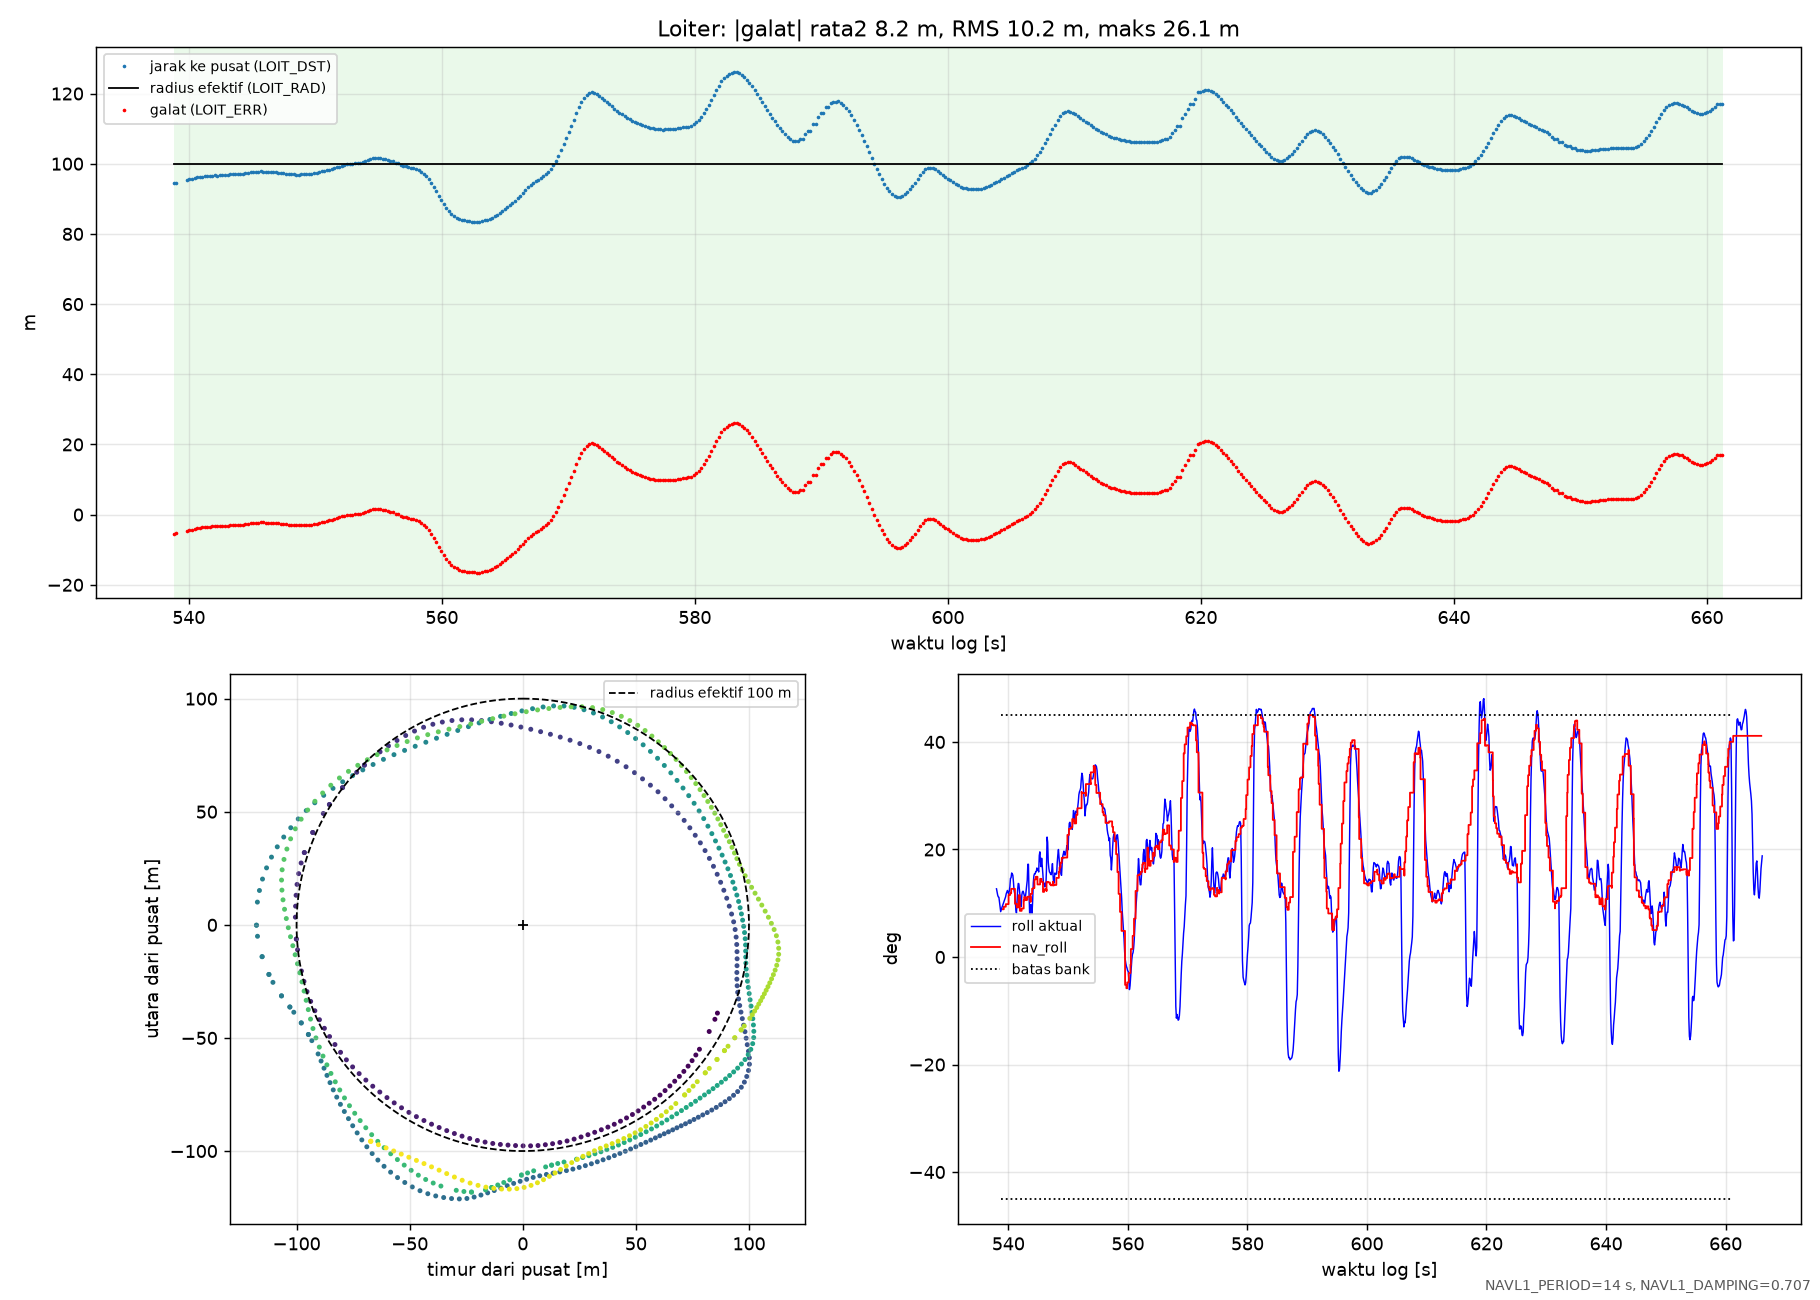 Loiter: |galat| rata2 8.2 m, RMS 10.2 m, maks 26.1 m
jarak ke pusat (LOIT_DST)
radius efektif (LOIT_RAD)
galat (LOIT_ERR)
120
100
80
60
40
20
0
−20
m
540 560 580 600 620 640 660
waktu log [s]
radius efektif 100 m
100
50
0
−50
−100
utara dari pusat [m]
−100 −50 0 50 100
timur dari pusat [m]
40
20
0
−20
−40
deg
roll aktual
nav_roll
batas bank
540 560 580 600 620 640 660
waktu log [s]
NAVL1_PERIOD=14 s, NAVL1_DAMPING=0.707